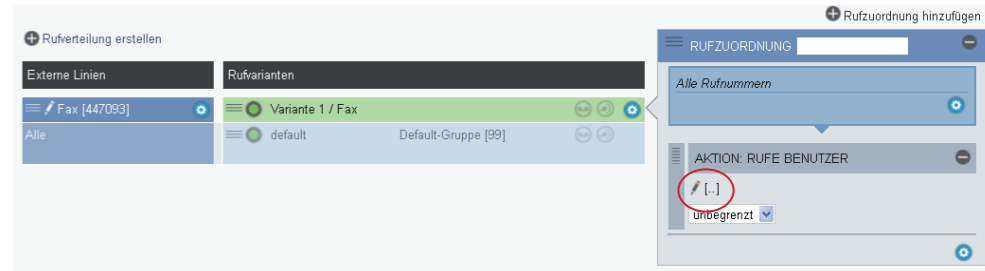 Rufzuordnung hinzufügen
Rufverteilung erstellen
RUFZUORDNUNG
Externe Linien
Rufvarianten
Alle Rufnummern
Fax [447093]
Variante 1 / Fax
Alle
default
Default-Gruppe [99]
AKTION: RUFE BENUTZER
[..]
unbegrenzt